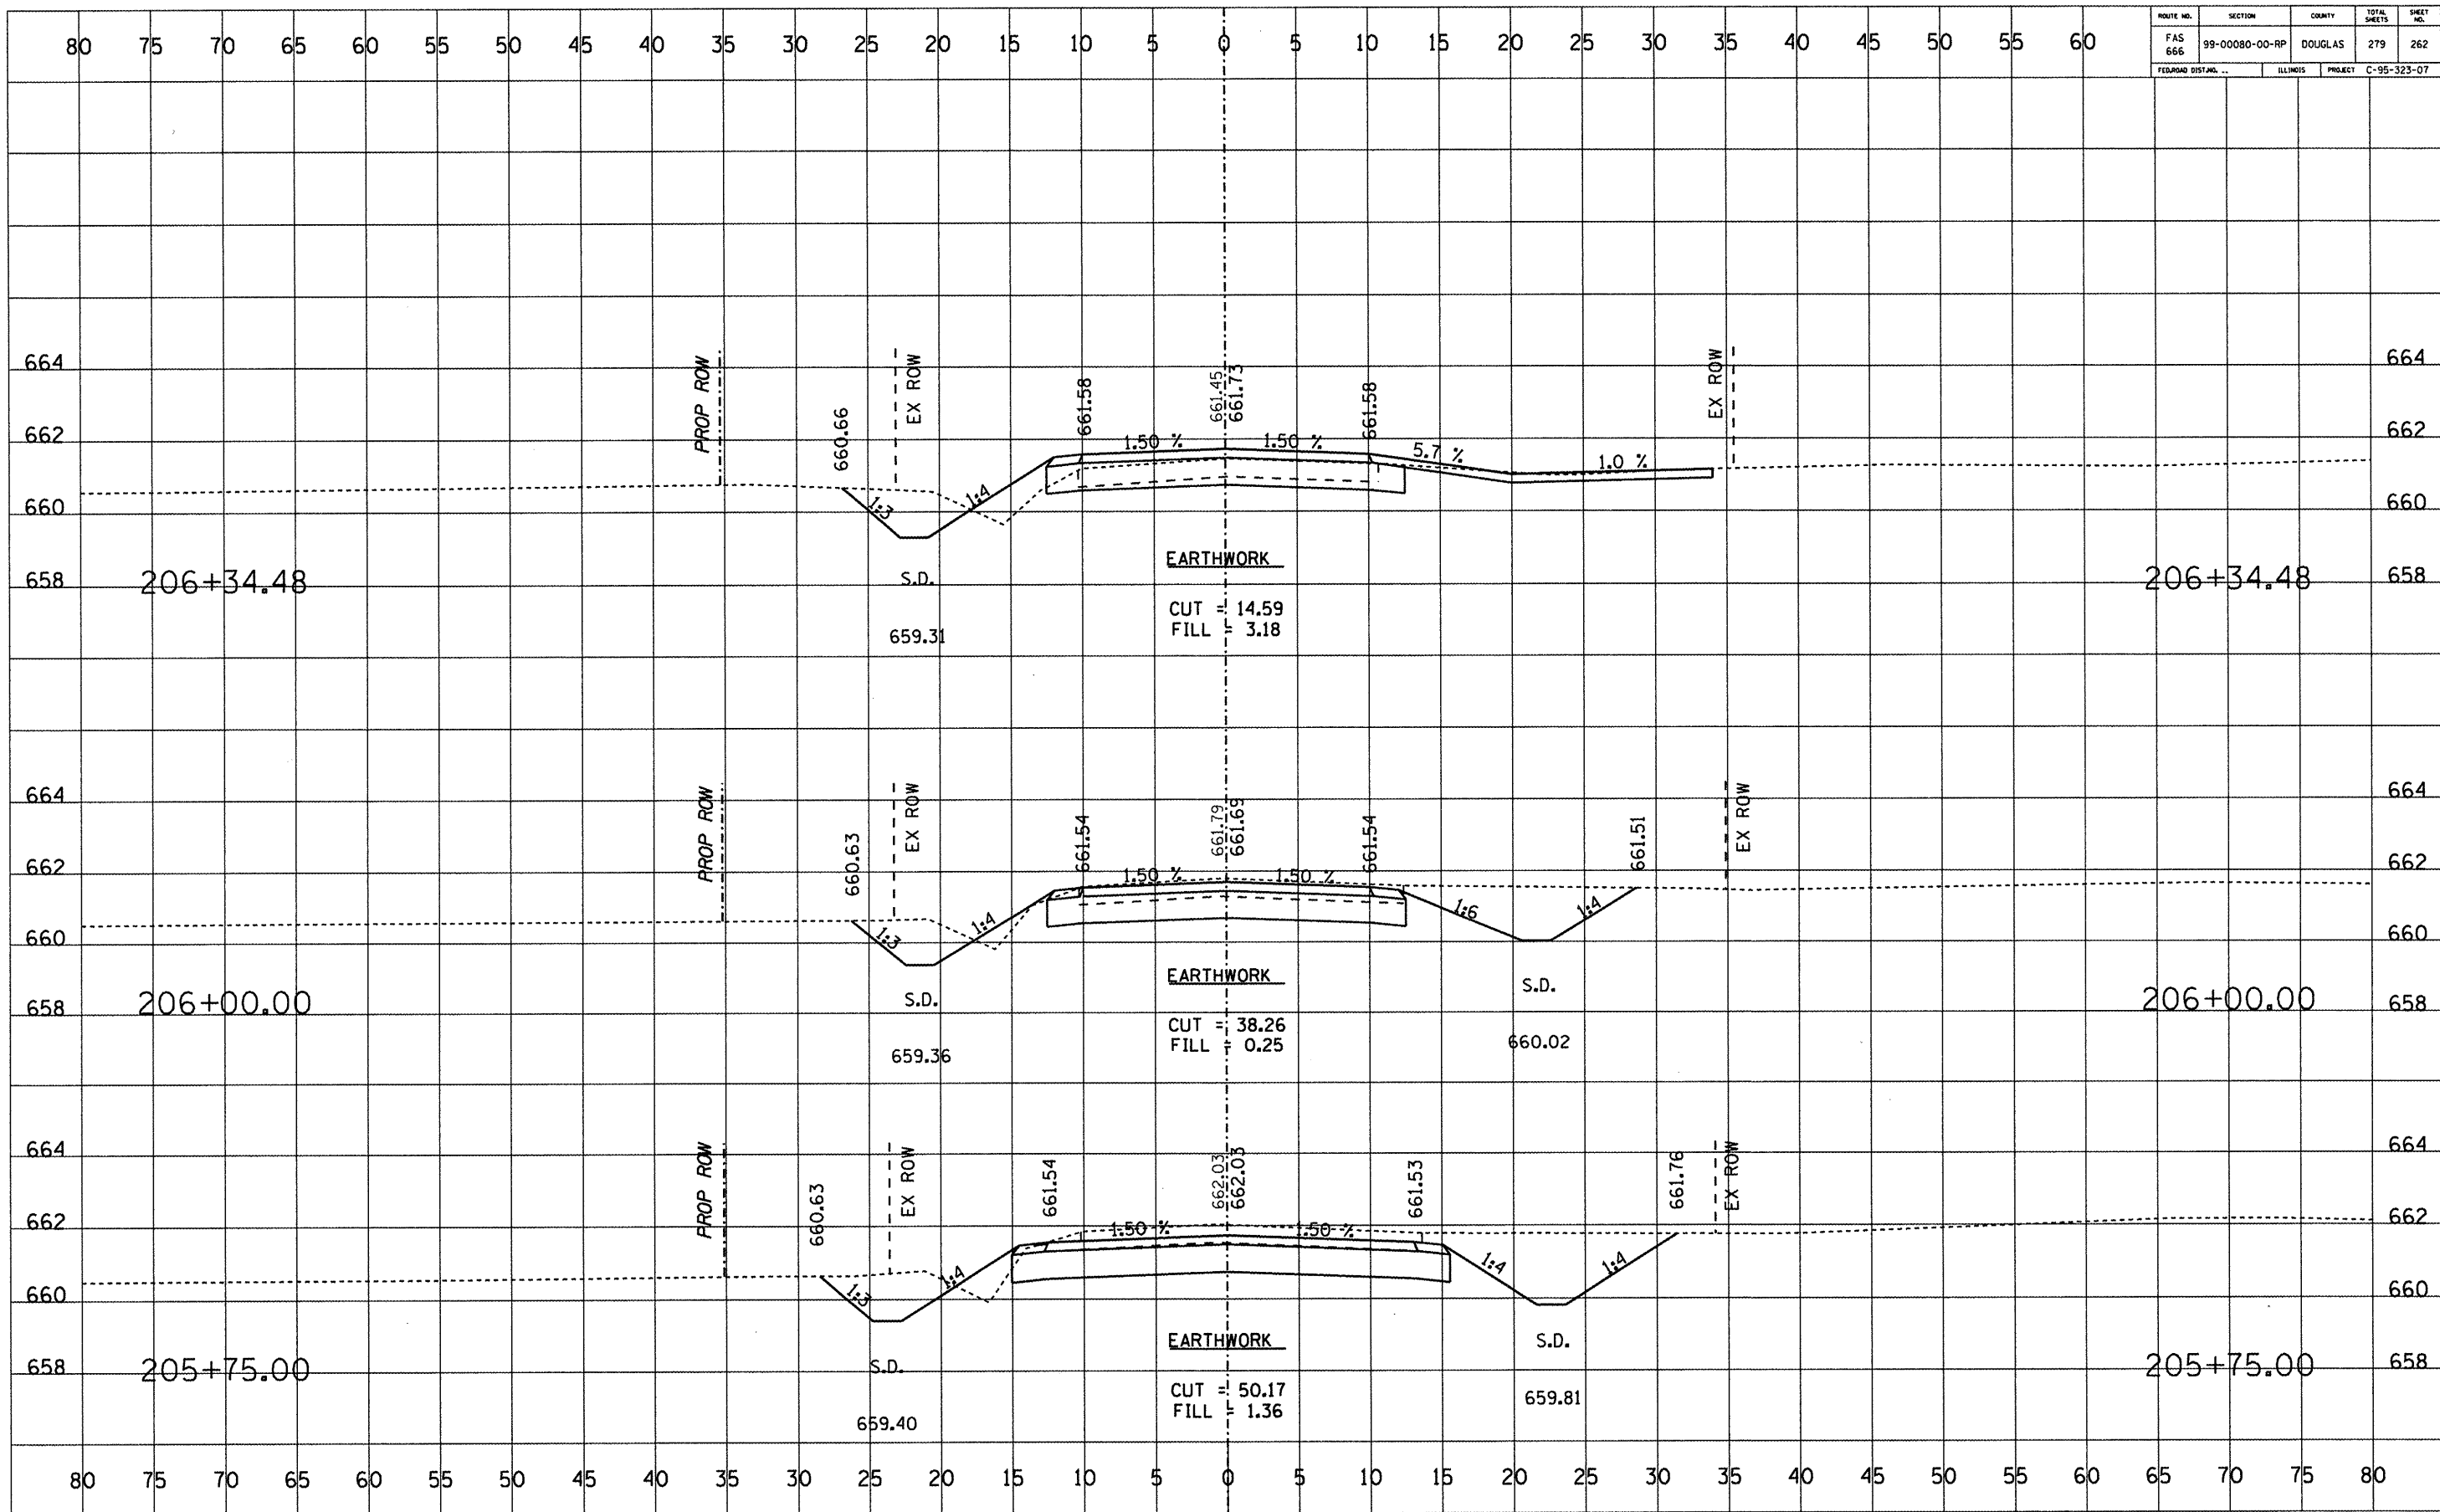 ROUTE NO. SECTION COUNTY TOTAL SHEETS SHEET NO.
FAS 666 99-00080-00-RP DOUGLAS 279 262
FED.ROAD DIST.NO. .. ILLINOIS PROJECT C-95-323-07
80 75 70 65 60 55 50 45 40 35 30 25 20 15 10 5 0 5 10 15 20 25 30 35 40 45 50 55 60
664 PROP ROW EX ROW EX ROW 664
660.66 661.58 661.45 661.73 661.58
662 1.50 % 1.50 % 5.7 % 1.0 % 662
1:3 1:4
660 660
EARTHWORK
658 206+34.48 S.D. 206+34.48 658
CUT = 14.59
FILL = 3.18
659.31
664 PROP ROW EX ROW EX ROW 664
660.63 661.54 661.79 661.69 661.54 661.51
662 1.50 % 1.50 % 662
1:3 1:4 1:6 1:4
660 660
EARTHWORK
S.D. S.D.
658 206+00.00 206+00.00 658
CUT = 38.26
FILL = 0.25
659.36 660.02
664 PROP ROW EX ROW EX ROW 664
660.63 661.54 662.03 662.03 661.53 661.76
662 1.50 % 1.50 % 662
1:3 1:4 1:4 1:4
660 660
EARTHWORK
S.D. S.D.
658 205+75.00 205+75.00 658
CUT = 50.17
FILL = 1.36
659.40 659.81
80 75 70 65 60 55 50 45 40 35 30 25 20 15 10 5 0 5 10 15 20 25 30 35 40 45 50 55 60 65 70 75 80